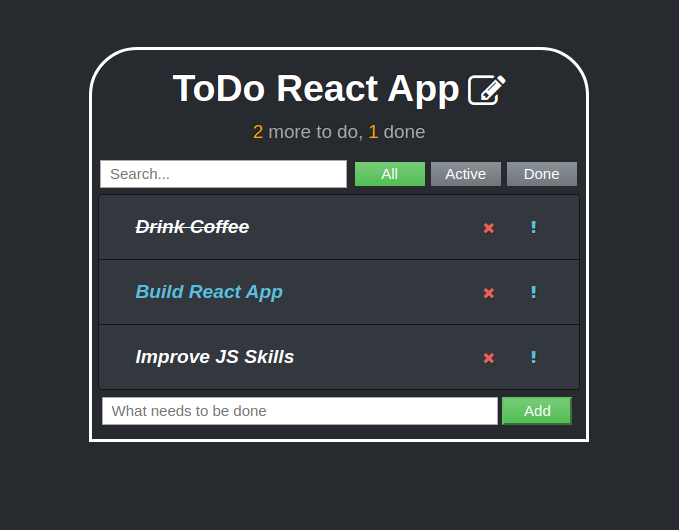 ToDo React App
2 more to do, 1 done
Search... All Active Done
Drink Coffee
Build React App
Improve JS Skills
What needs to be done Add